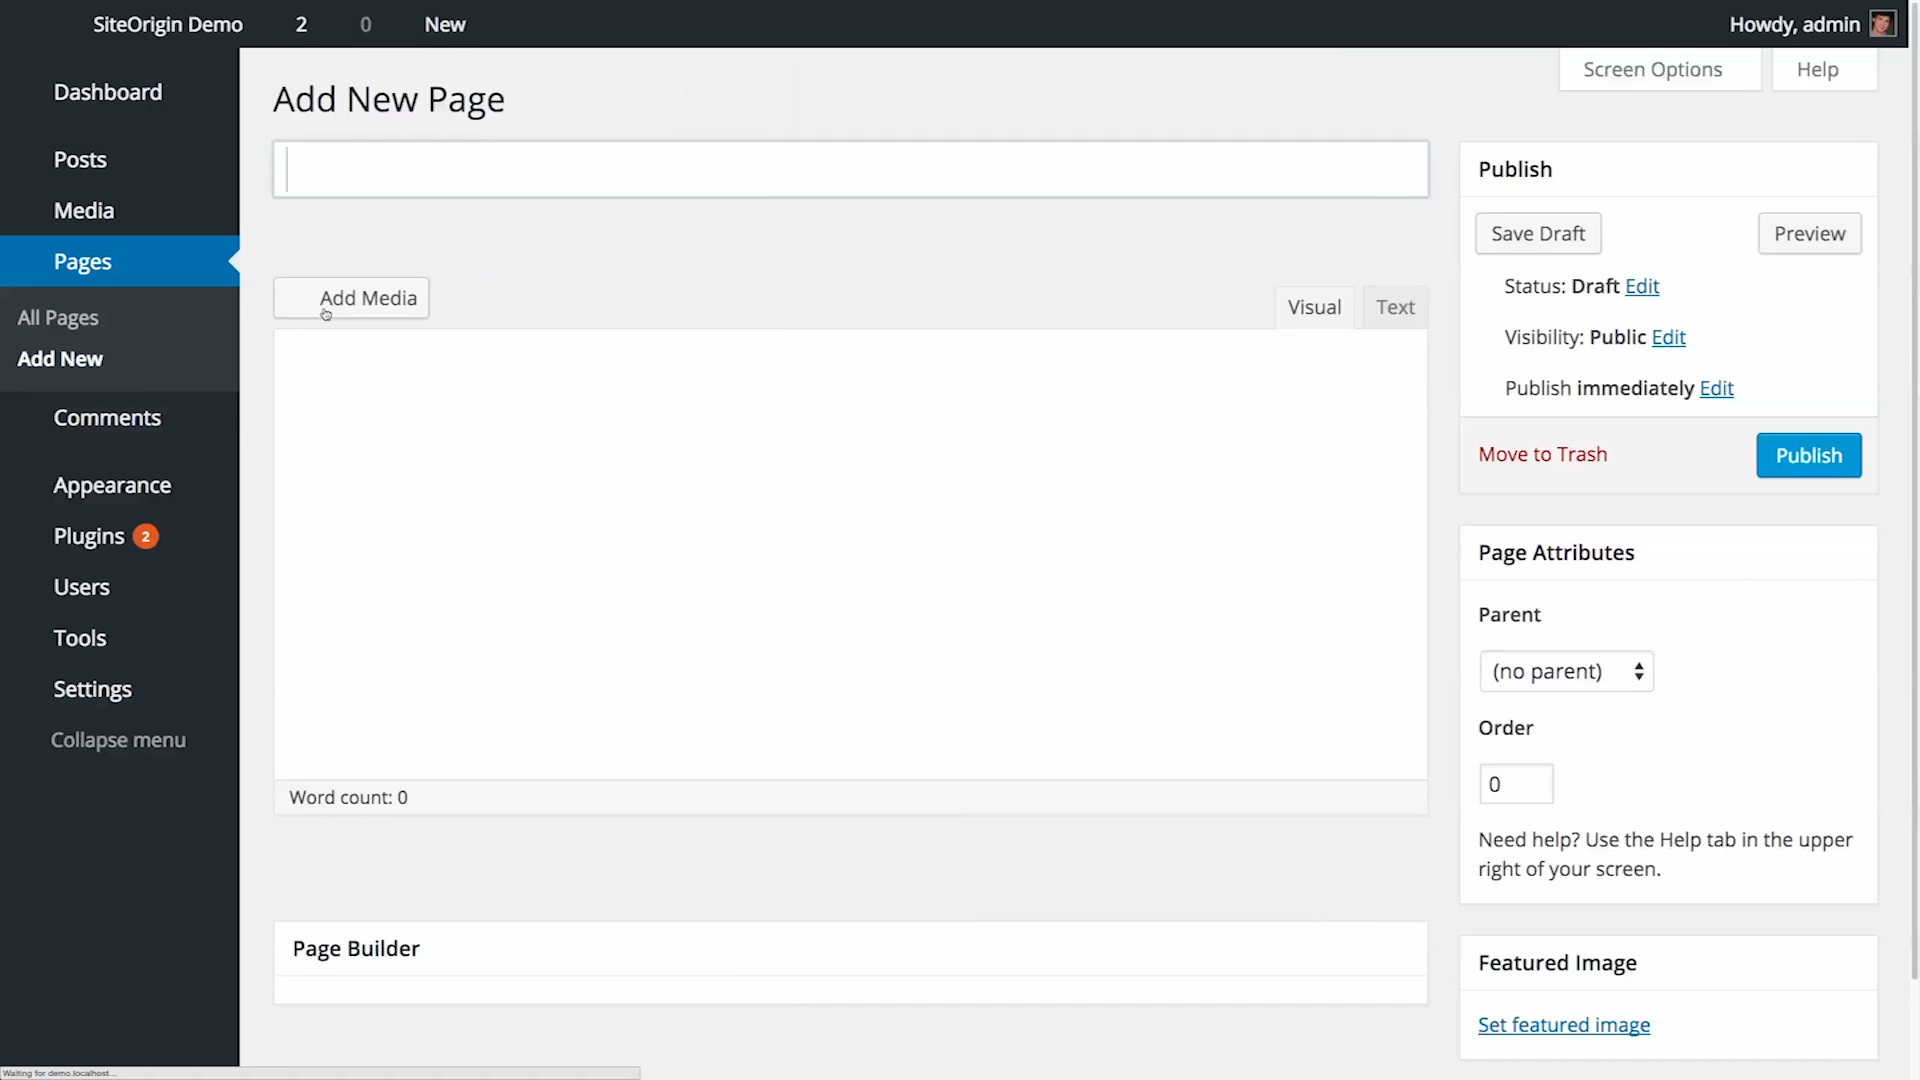 SiteOrigin Demo 2 0 New Howdy, admin
Screen Options Help
Dashboard
Posts
Media
Pages
All Pages
Add New
Comments
Appearance
Plugins 2
Users
Tools
Settings
Collapse menu
Add New Page
Add Media
Visual Text
Word count: 0
Page Builder
Publish
Save Draft Preview
Status: Draft Edit
Visibility: Public Edit
Publish immediately Edit
Move to Trash Publish
Page Attributes
Parent
(no parent)
Order
0
Need help? Use the Help tab in the upper
right of your screen.
Featured Image
Set featured image
Waiting for demo.localhost...